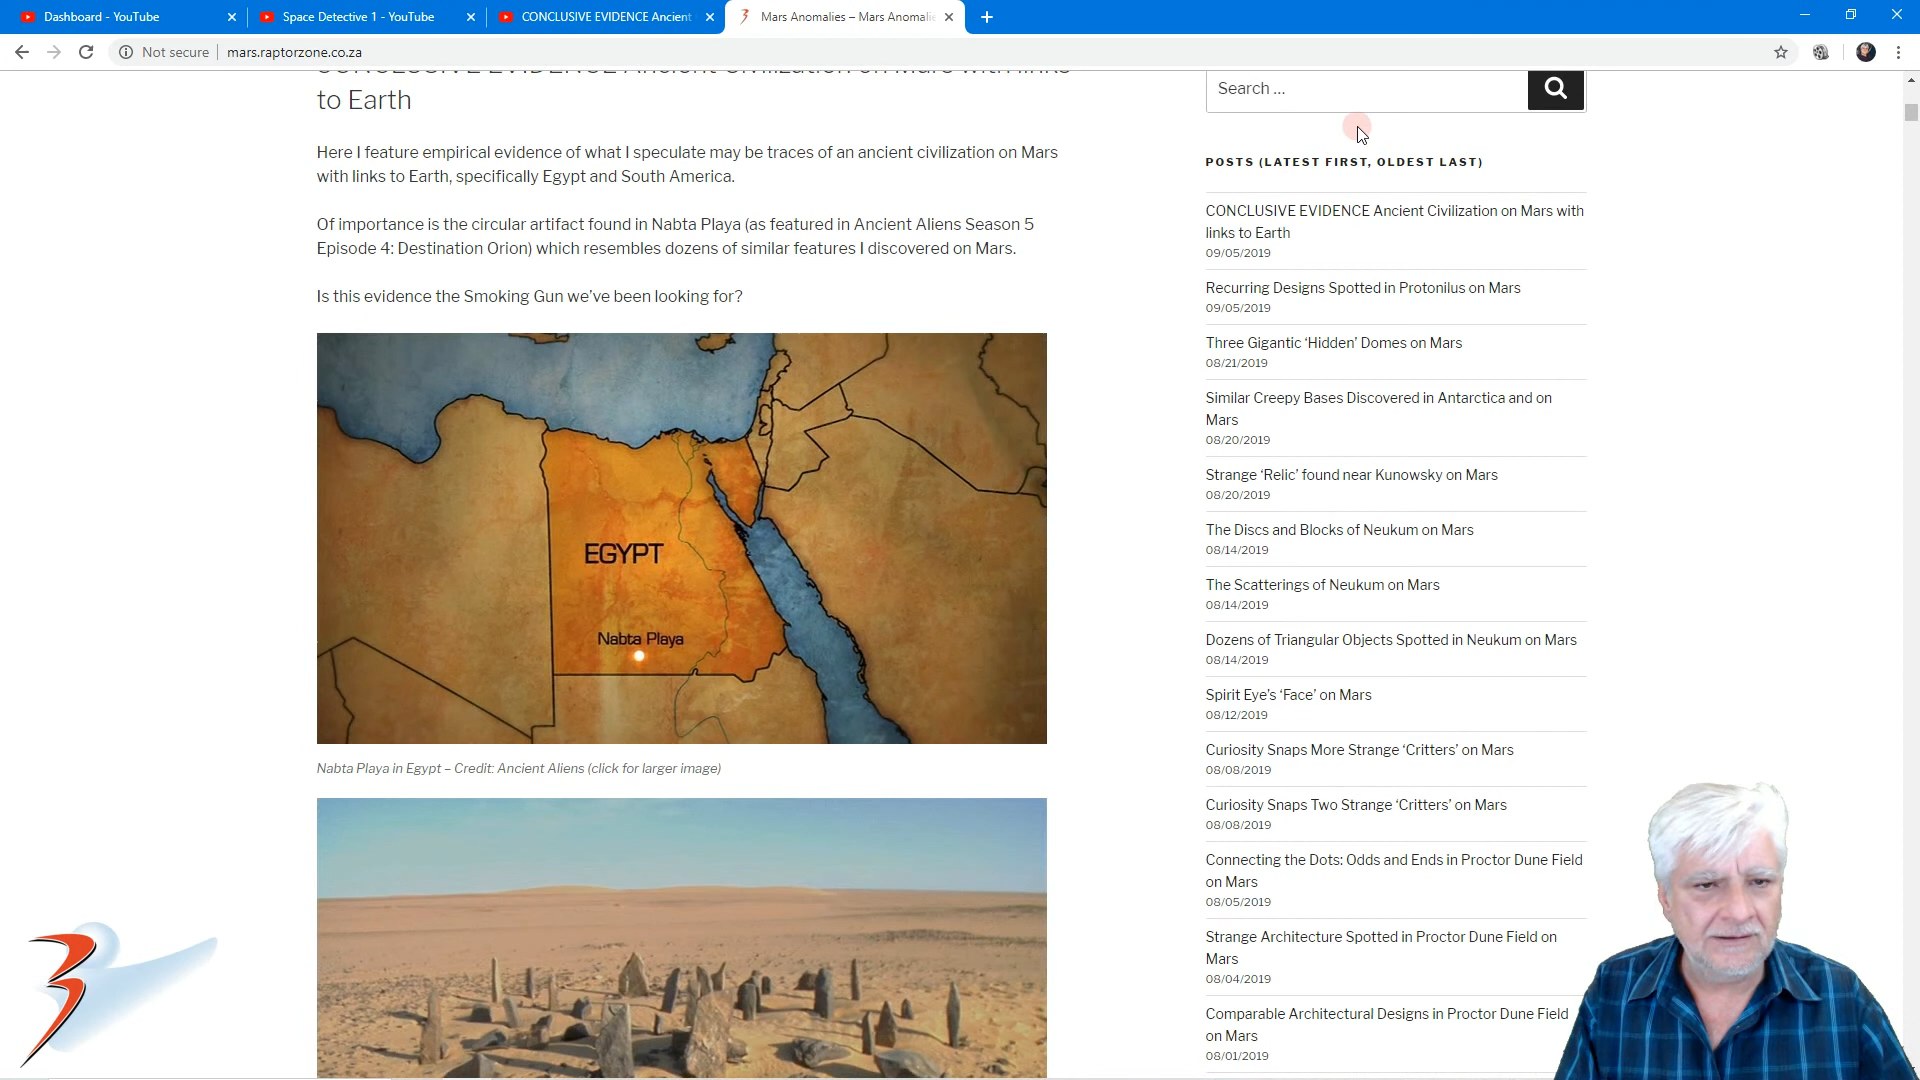 Dashboard - YouTube
Space Detective 1 - YouTube
CONCLUSIVE EVIDENCE Ancient
Mars Anomalies – Mars Anomalie
Not secure
mars.raptorzone.co.za
CONCLUSIVE EVIDENCE Ancient Civilization on Mars with links
to Earth
Here I feature empirical evidence of what I speculate may be traces of an ancient civilization on Mars
with links to Earth, specifically Egypt and South America.
Of importance is the circular artifact found in Nabta Playa (as featured in Ancient Aliens Season 5
Episode 4: Destination Orion) which resembles dozens of similar features I discovered on Mars.
Is this evidence the Smoking Gun we've been looking for?
EGYPT
Nabta Playa
Nabta Playa in Egypt – Credit: Ancient Aliens (click for larger image)
Search …
POSTS (LATEST FIRST, OLDEST LAST)
CONCLUSIVE EVIDENCE Ancient Civilization on Mars with
links to Earth
09/05/2019
Recurring Designs Spotted in Protonilus on Mars
09/05/2019
Three Gigantic ‘Hidden’ Domes on Mars
08/21/2019
Similar Creepy Bases Discovered in Antarctica and on
Mars
08/20/2019
Strange ‘Relic’ found near Kunowsky on Mars
08/20/2019
The Discs and Blocks of Neukum on Mars
08/14/2019
The Scatterings of Neukum on Mars
08/14/2019
Dozens of Triangular Objects Spotted in Neukum on Mars
08/14/2019
Spirit Eye’s ‘Face’ on Mars
08/12/2019
Curiosity Snaps More Strange ‘Critters’ on Mars
08/08/2019
Curiosity Snaps Two Strange ‘Critters’ on Mars
08/08/2019
Connecting the Dots: Odds and Ends in Proctor Dune Field
on Mars
08/05/2019
Strange Architecture Spotted in Proctor Dune Field on
Mars
08/04/2019
Comparable Architectural Designs in Proctor Dune Field
on Mars
08/01/2019